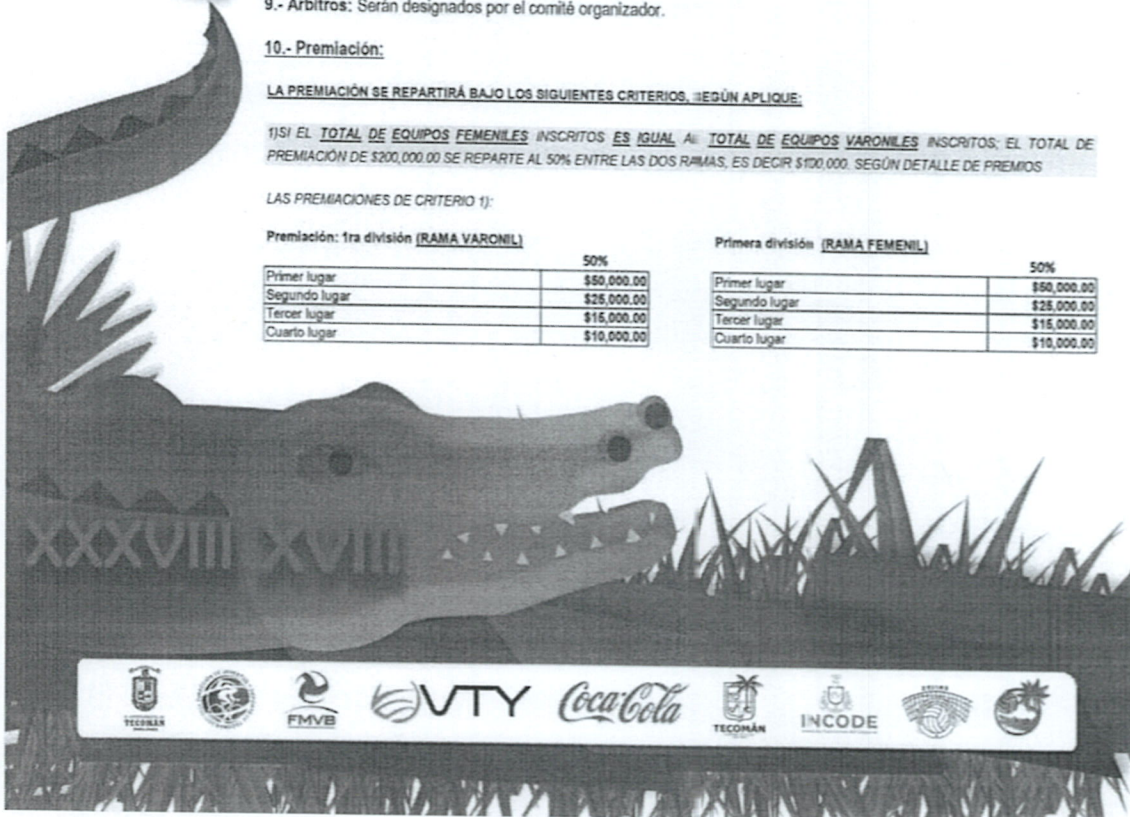 9.- Árbitros: Serán designados por el comité organizador.
10.- Premiación:
LA PREMIACIÓN SE REPARTIRÁ BAJO LOS SIGUIENTES CRITERIOS, SEGÚN APLIQUE:
1)SI EL TOTAL DE EQUIPOS FEMENILES INSCRITOS ES IGUAL AL TOTAL DE EQUIPOS VARONILES INSCRITOS; EL TOTAL DE
PREMIACIÓN DE $200,000.00 SE REPARTE AL 50% ENTRE LAS DOS RAMAS, ES DECIR $100,000. SEGÚN DETALLE DE PREMIOS
LAS PREMIACIONES DE CRITERIO 1):
Premiación: 1ra división (RAMA VARONIL)
50%
Primer lugar $50,000.00
Segundo lugar $25,000.00
Tercer lugar $15,000.00
Cuarto lugar $10,000.00
Primera división (RAMA FEMENIL)
50%
Primer lugar $50,000.00
Segundo lugar $25,000.00
Tercer lugar $15,000.00
Cuarto lugar $10,000.00
XXXVIII XVIII
TECOMÁN
FMVB
VTY
Coca-Cola
TECOMÁN
INCODE